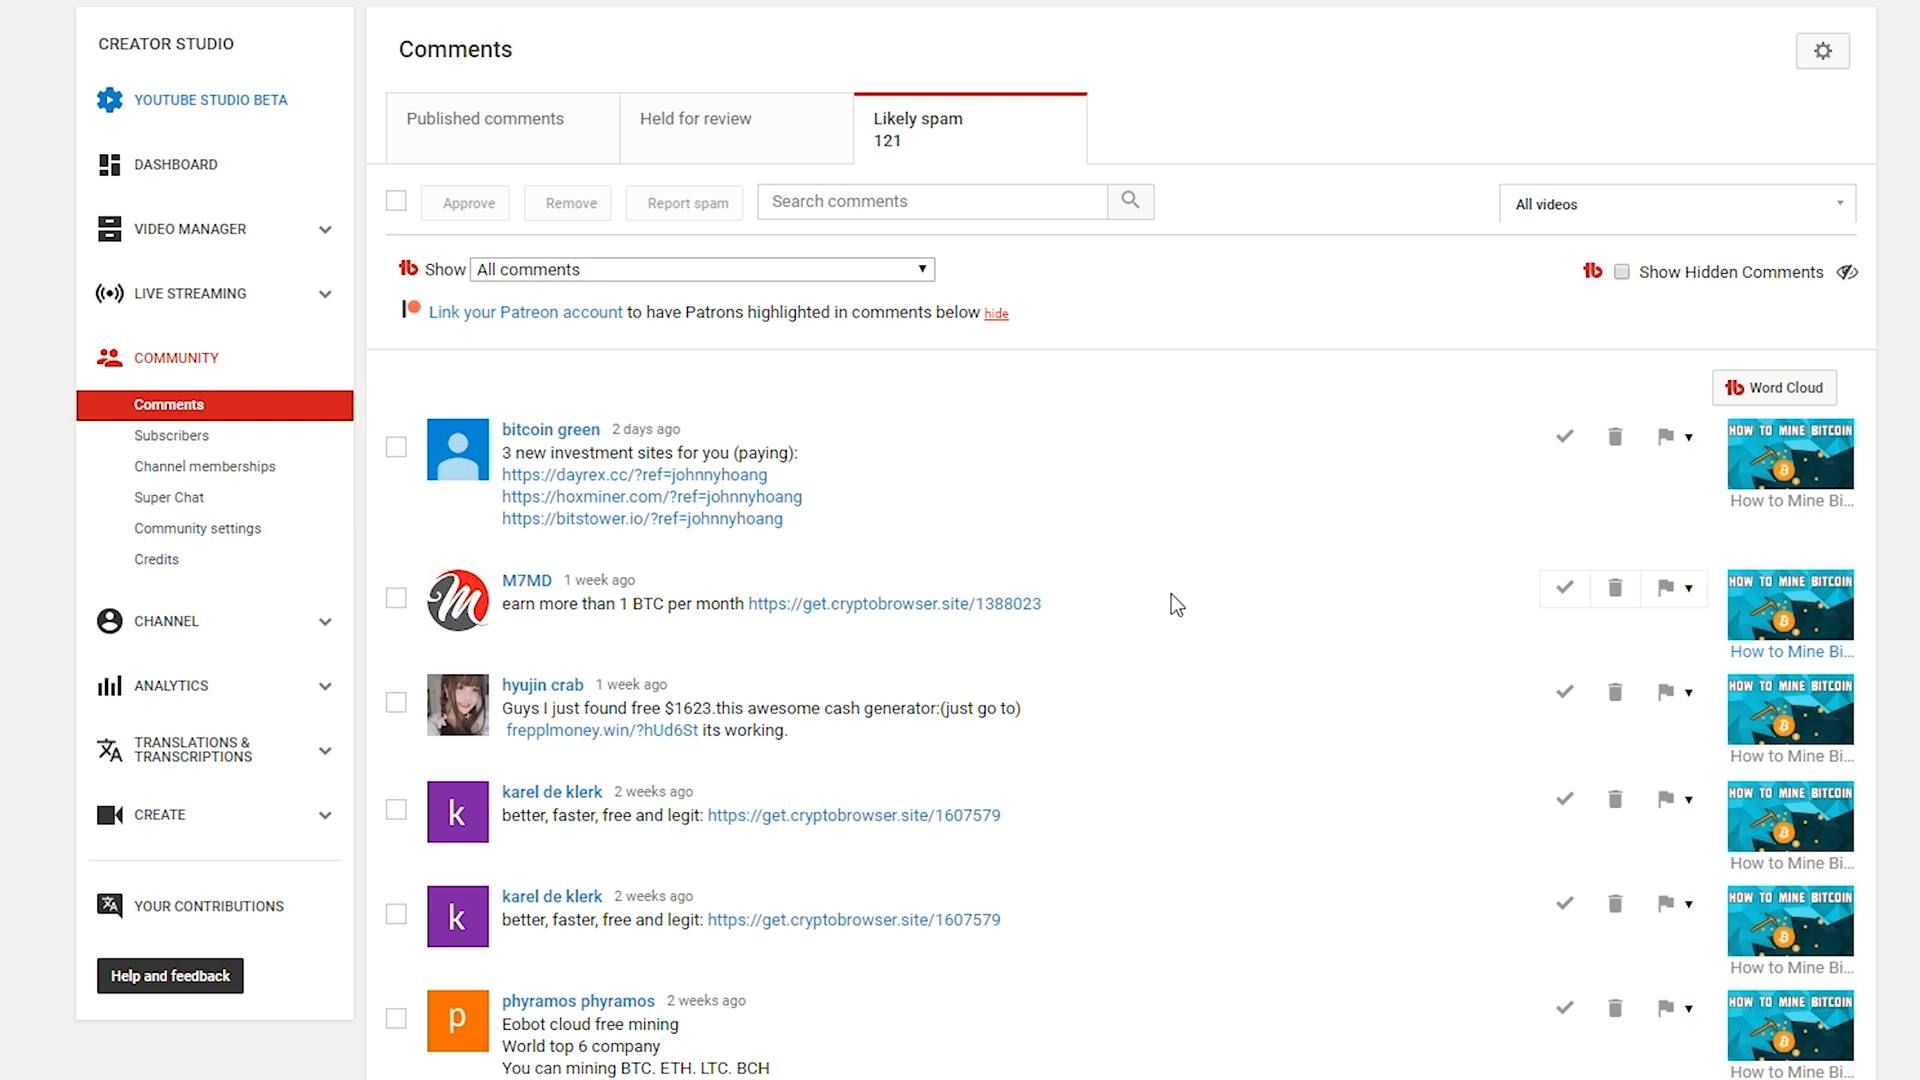 CREATOR STUDIO
YOUTUBE STUDIO BETA
DASHBOARD
VIDEO MANAGER
LIVE STREAMING
COMMUNITY
Comments
Subscribers
Channel memberships
Super Chat
Community settings
Credits
CHANNEL
ANALYTICS
TRANSLATIONS &
TRANSCRIPTIONS
CREATE
YOUR CONTRIBUTIONS
Help and feedback
Comments
Published comments
Held for review
Likely spam
121
Approve
Remove
Report spam
Search comments
All videos
tb Show All comments
tb Show Hidden Comments
Link your Patreon account to have Patrons highlighted in comments below hide
tb Word Cloud
bitcoin green 2 days ago
3 new investment sites for you (paying):
https://dayrex.cc/?ref=johnnyhoang
https://hoxminer.com/?ref=johnnyhoang
https://bitstower.io/?ref=johnnyhoang
HOW TO MINE BITCOIN
How to Mine Bi...
M
M7MD 1 week ago
earn more than 1 BTC per month https://get.cryptobrowser.site/1388023
HOW TO MINE BITCOIN
How to Mine Bi...
hyujin crab 1 week ago
Guys I just found free $1623.this awesome cash generator:(just go to)
frepplmoney.win/?hUd6St its working.
HOW TO MINE BITCOIN
How to Mine Bi...
k
karel de klerk 2 weeks ago
better, faster, free and legit: https://get.cryptobrowser.site/1607579
HOW TO MINE BITCOIN
How to Mine Bi...
k
karel de klerk 2 weeks ago
better, faster, free and legit: https://get.cryptobrowser.site/1607579
HOW TO MINE BITCOIN
How to Mine Bi...
p
phyramos phyramos 2 weeks ago
Eobot cloud free mining
World top 6 company
You can mining BTC. ETH. LTC. BCH
HOW TO MINE BITCOIN
How to Mine Bi...